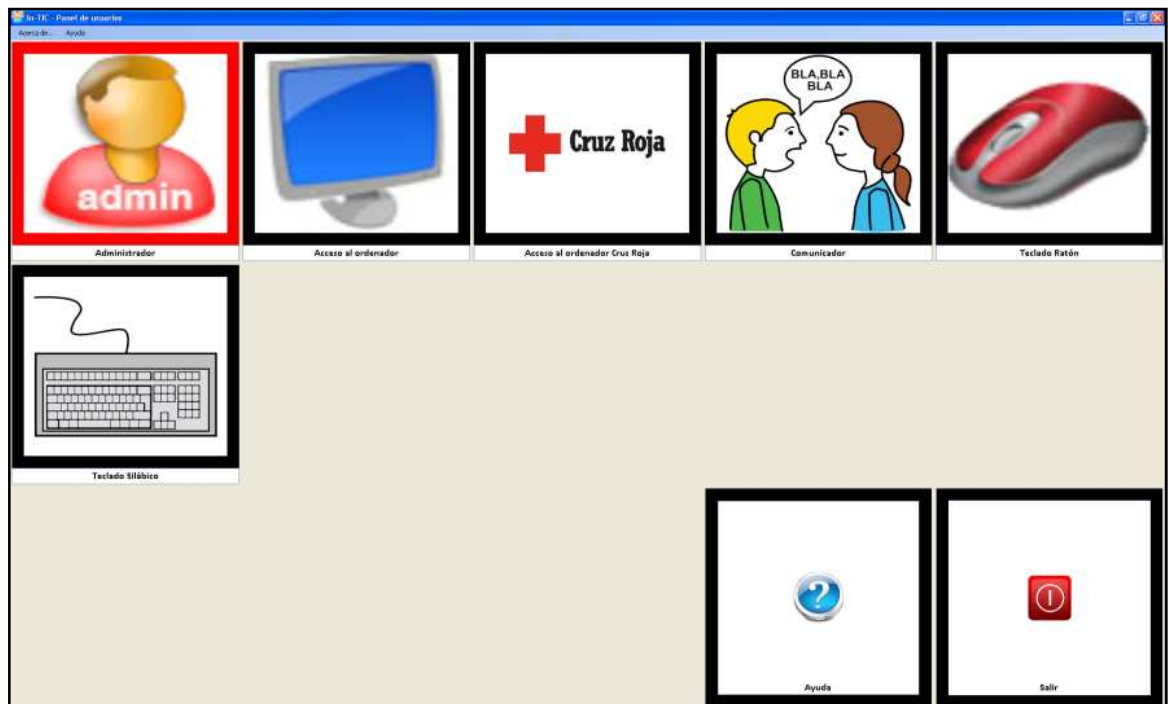 In-TIC - Panel de usuarios
Acerca de... Ayuda
admin
BLA,BLA
BLA
Cruz Roja
Administrador
Acceso al ordenador
Acceso al ordenador Cruz Roja
Comunicador
Teclado Ratón
Teclado Silábico
?
Ayuda
Salir